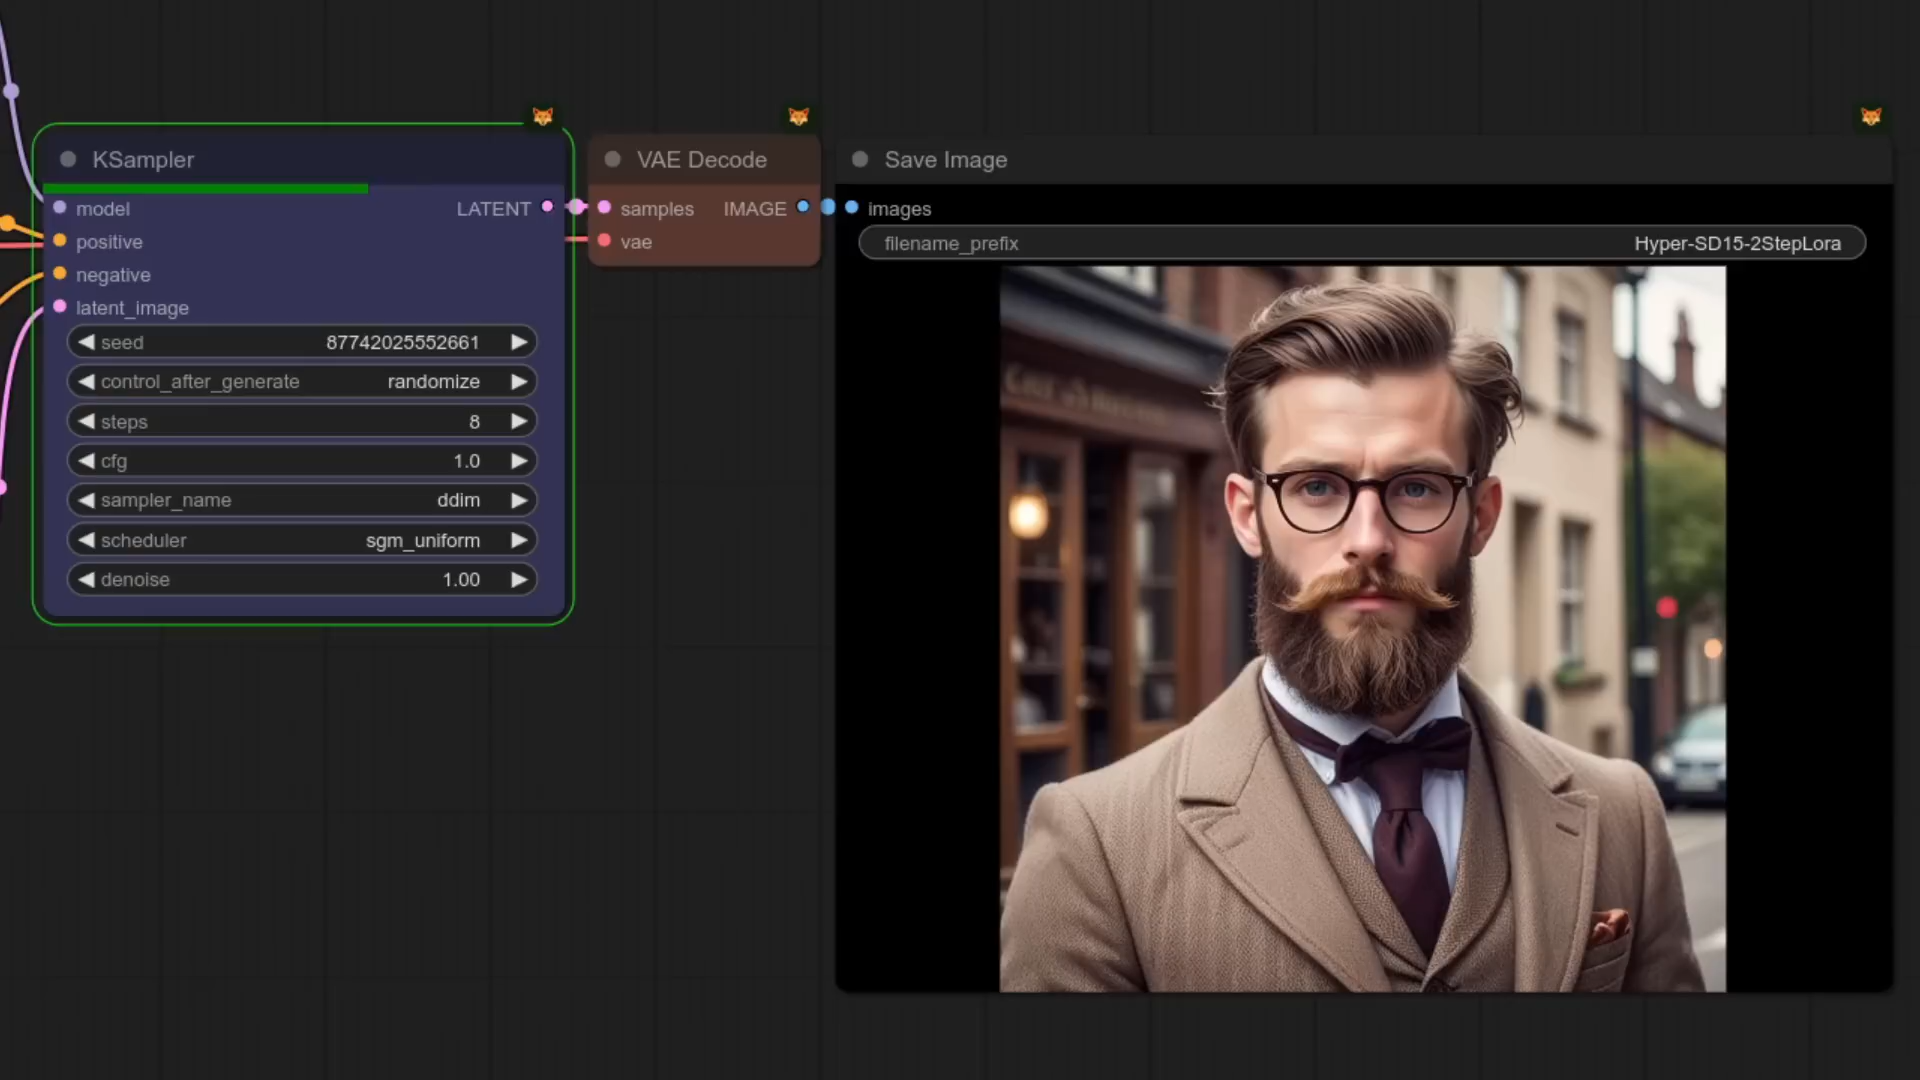 KSampler
model
LATENT
positive
negative
latent_image
seed 87742025552661
control_after_generate randomize
steps 8
cfg 1.0
sampler_name ddim
scheduler sgm_uniform
denoise 1.00
VAE Decode
samples IMAGE
vae
Save Image
images
filename_prefix Hyper-SD15-2StepLora